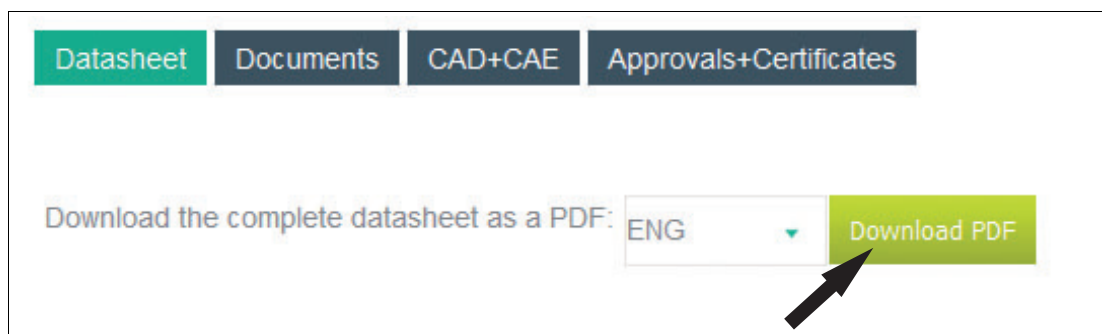 Datasheet Documents CAD+CAE Approvals+Certificates
Download the complete datasheet as a PDF: ENG Download PDF